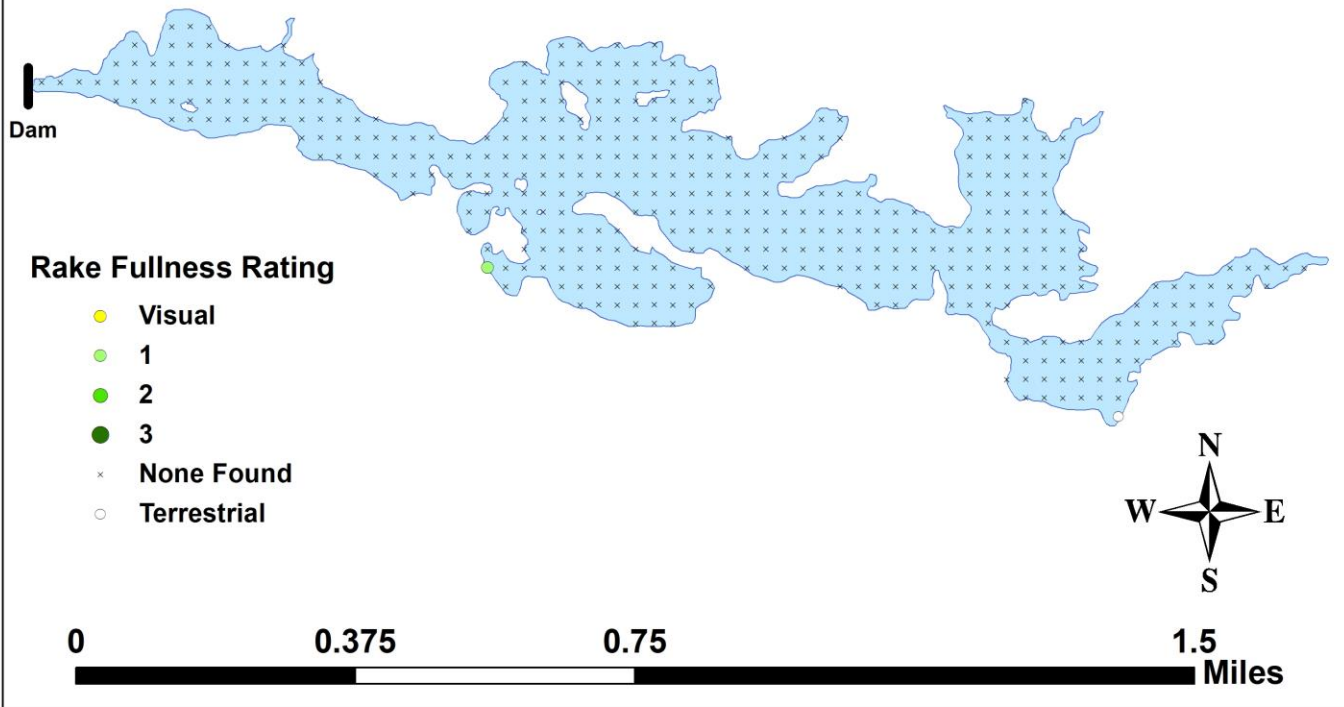 Dam
Rake Fullness Rating
Visual
1
2
3
None Found
Terrestrial
N
W E
S
0 0.375 0.75 1.5
Miles